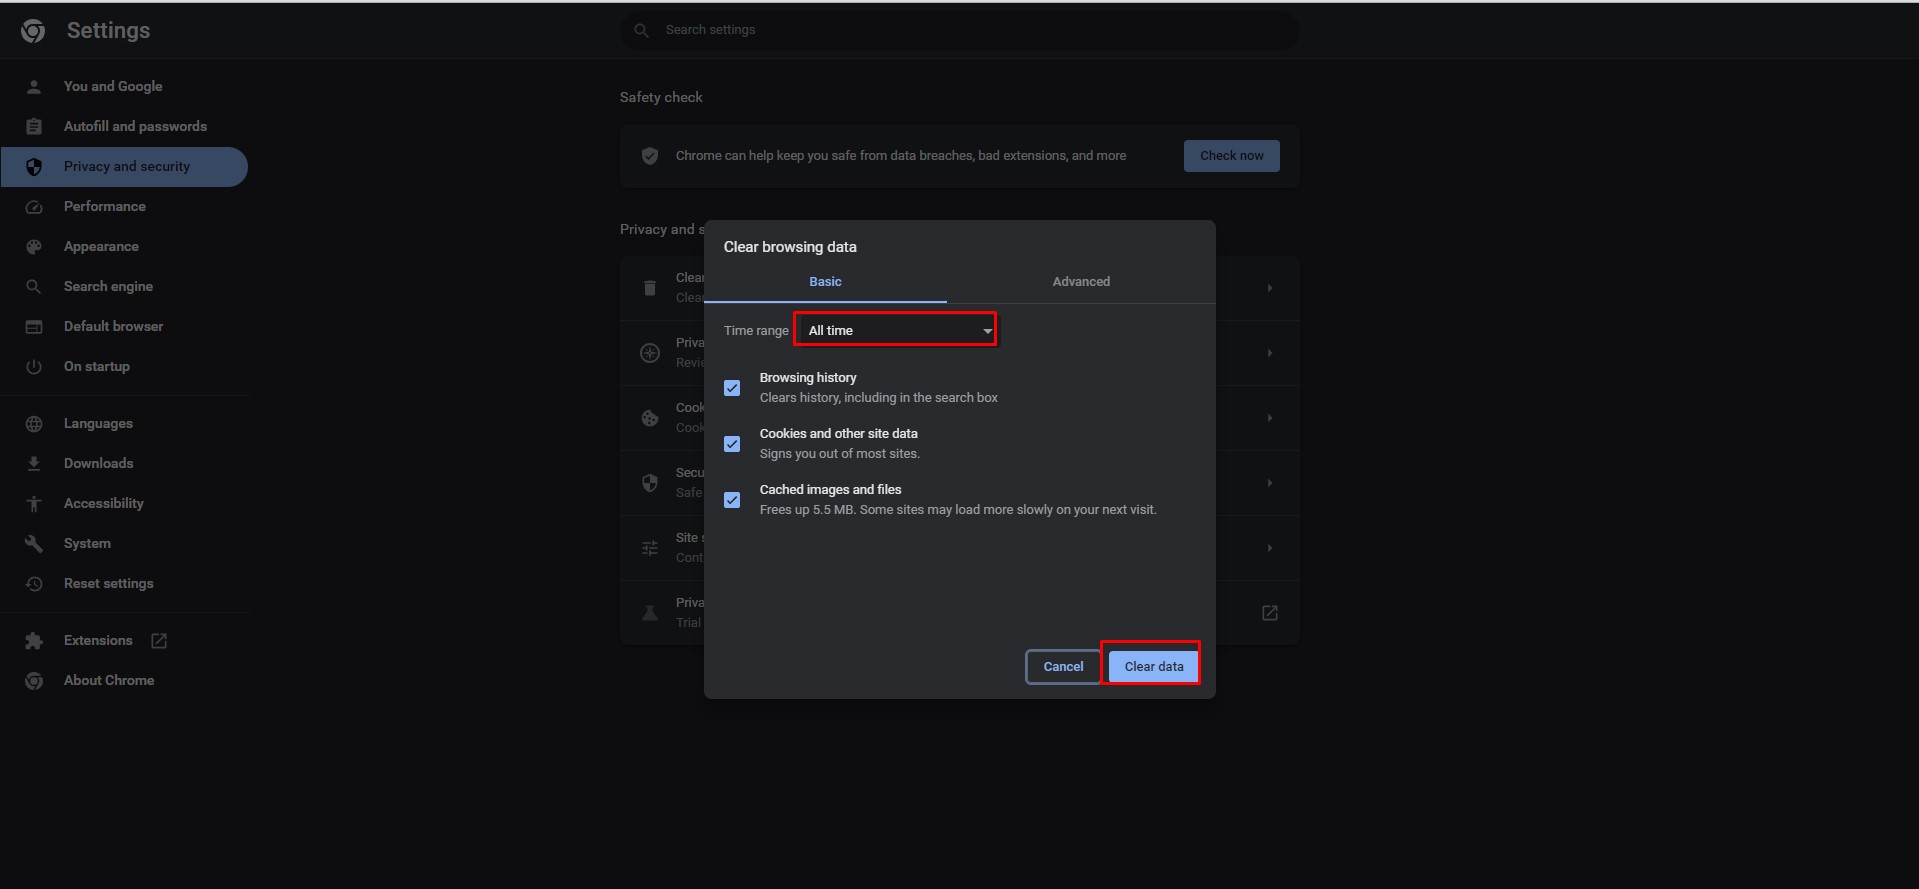 Settings
Search settings
You and Google
Autofill and passwords
Privacy and security
Performance
Appearance
Search engine
Default browser
On startup
Languages
Downloads
Accessibility
System
Reset settings
Extensions
About Chrome
Safety check
Chrome can help keep you safe from data breaches, bad extensions, and more
Check now
Privacy and s
Clear
Clea
Priva
Revie
Cook
Cook
Secu
Safe
Site s
Cont
Priva
Trial
Clear browsing data
Basic
Advanced
Time range
All time
Browsing history
Clears history, including in the search box
Cookies and other site data
Signs you out of most sites.
Cached images and files
Frees up 5.5 MB. Some sites may load more slowly on your next visit.
Cancel
Clear data